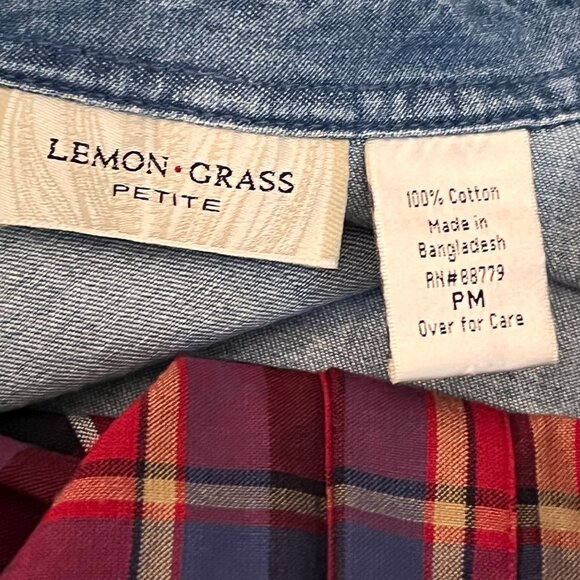 LEMON·GRASS
PETITE
100% Cotton
Made in
Bangladesh
RN#88779
PM
Over for Care